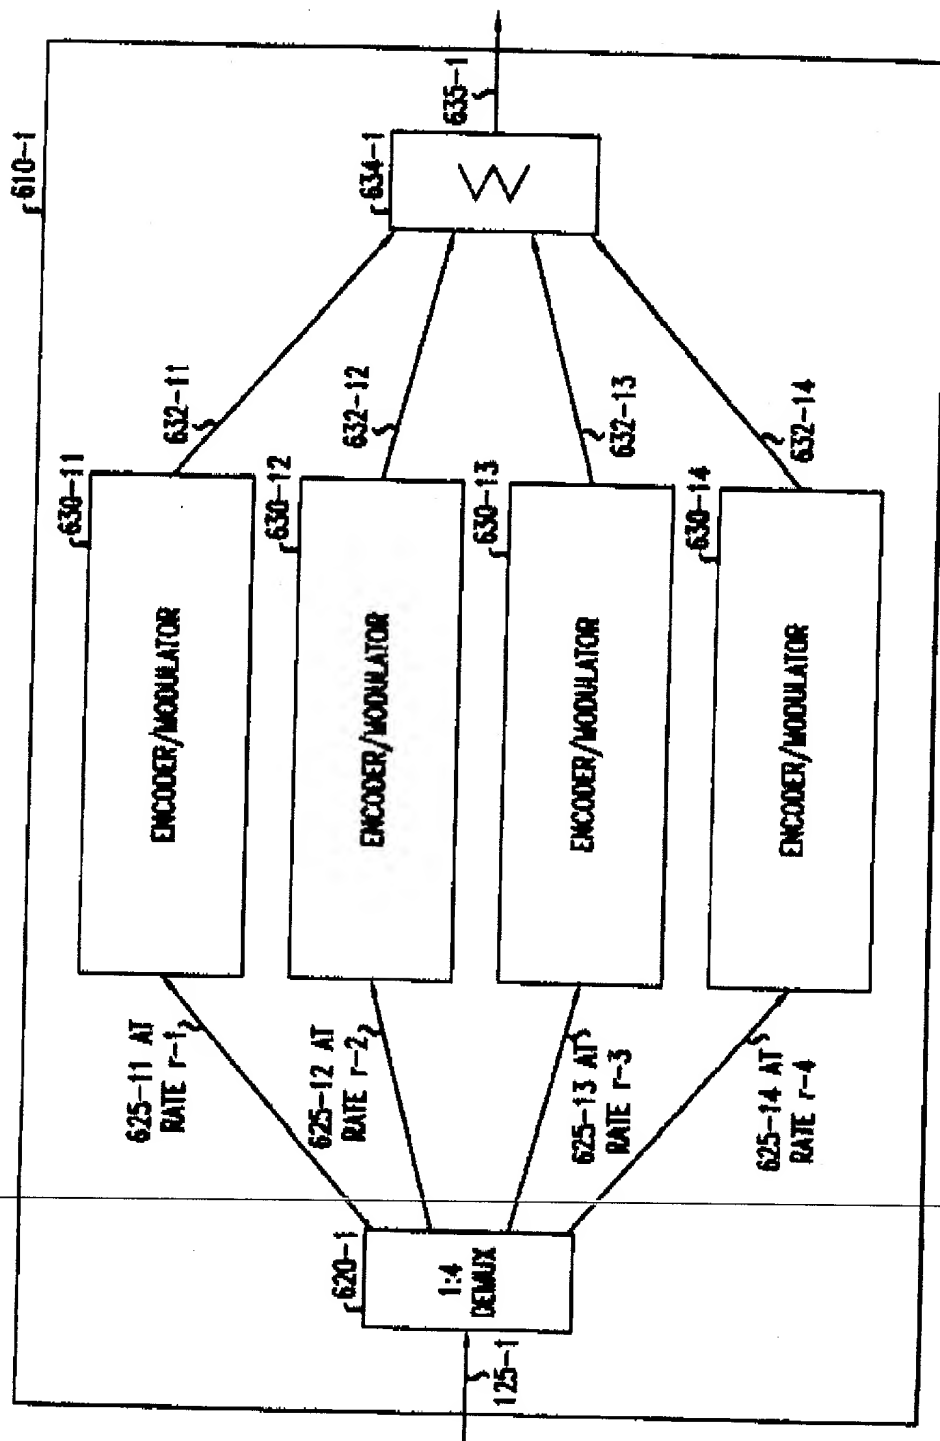 610-1
125-1
620-1
1:4
DEMUX
625-11 AT
RATE r-1
625-12 AT
RATE r-2
625-13 AT
RATE r-3
625-14 AT
RATE r-4
630-11
ENCODER/MODULATOR
630-12
ENCODER/MODULATOR
630-13
ENCODER/MODULATOR
630-14
ENCODER/MODULATOR
632-11
632-12
632-13
632-14
634-1
Σ
635-1